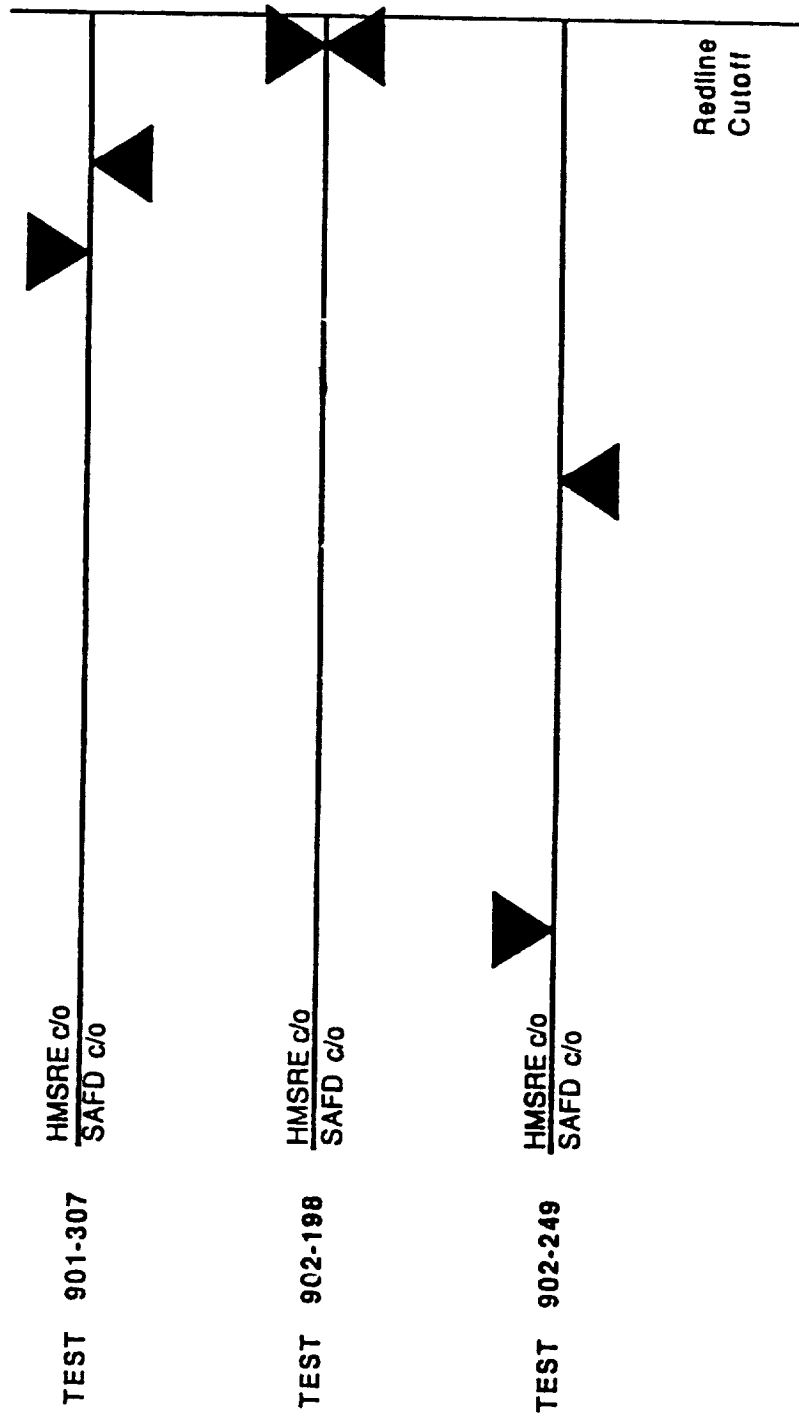 TEST 901-307
HMSRE c/o
SAFD c/o
TEST 902-198
HMSRE c/o
SAFD c/o
TEST 902-249
HMSRE c/o
SAFD c/o
Redline
Cutoff